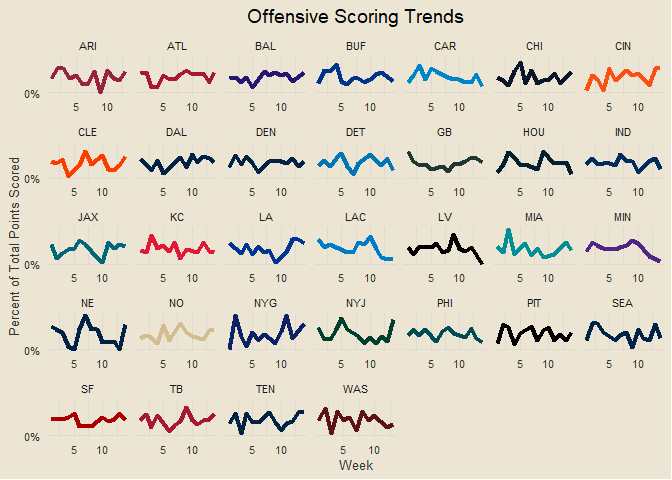 Offensive Scoring Trends
ARI ATL BAL BUF CAR CHI CIN
0%
5 10 5 10 5 10 5 10 5 10 5 10 5 10
CLE DAL DEN DET GB HOU IND
0%
5 10 5 10 5 10 5 10 5 10 5 10 5 10
Percent of Total Points Scored
JAX KC LA LAC LV MIA MIN
0%
5 10 5 10 5 10 5 10 5 10 5 10 5 10
NE NO NYG NYJ PHI PIT SEA
0%
5 10 5 10 5 10 5 10 5 10 5 10 5 10
SF TB TEN WAS
0%
5 10 5 10 5 10 5 10
Week